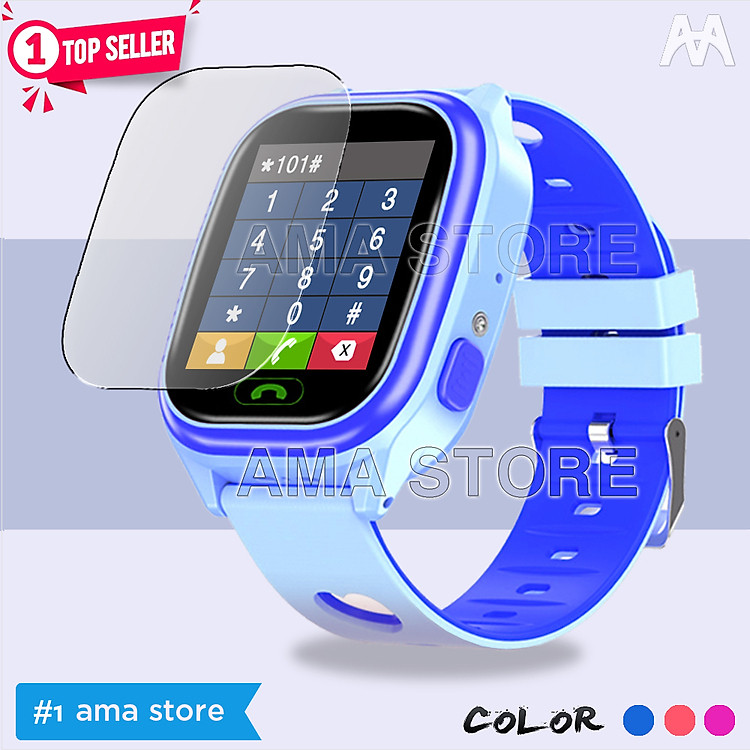 1 TOP SELLER
AA
*101#
1 2 3
4 5 6
7 8 9
* 0 #
X
AMA STORE
AMA STORE
#1 ama store
COLOR